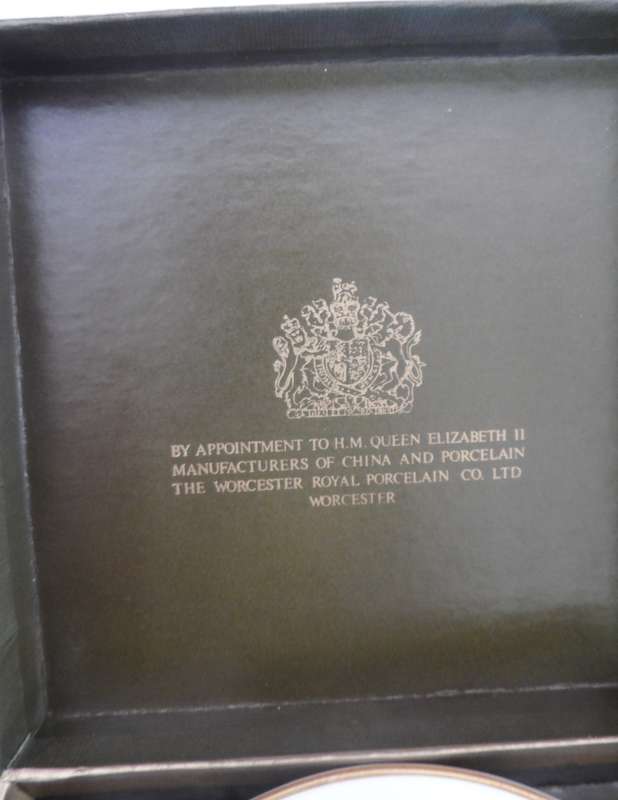 BY APPOINTMENT TO H.M. QUEEN ELIZABETH II
MANUFACTURERS OF CHINA AND PORCELAIN
THE WORCESTER ROYAL PORCELAIN CO. LTD
WORCESTER